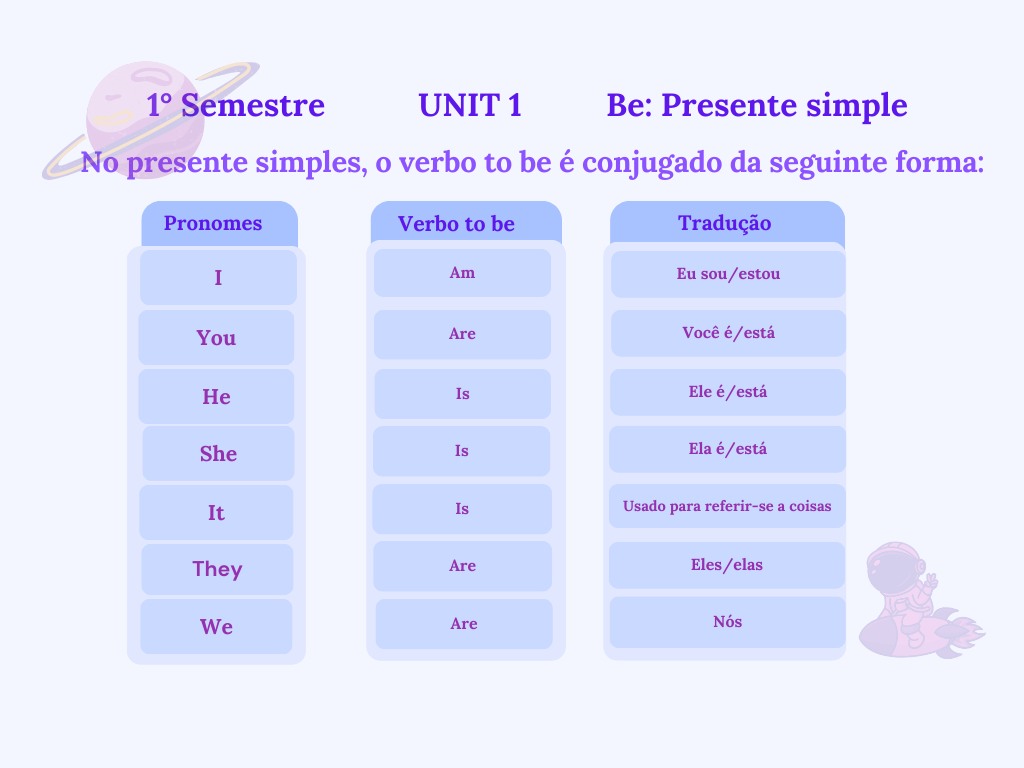 1° Semestre UNIT 1 Be: Presente simple
No presente simples, o verbo to be é conjugado da seguinte forma:
Pronomes Verbo to be Tradução
I Am Eu sou/estou
You Are Você é/está
He Is Ele é/está
She Is Ela é/está
It Is Usado para referir-se a coisas
They Are Eles/elas
We Are Nós